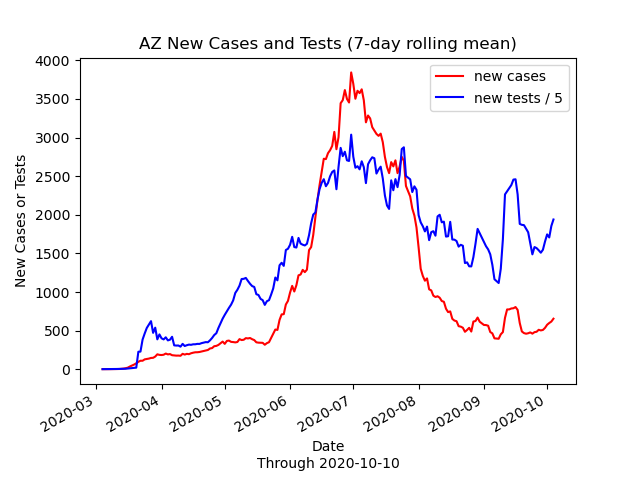 AZ New Cases and Tests (7-day rolling mean)
new cases
new tests / 5
New Cases or Tests
4000
3500
3000
2500
2000
1500
1000
500
0
2020-03
2020-04
2020-05
2020-06
2020-07
2020-08
2020-09
2020-10
Date
Through 2020-10-10